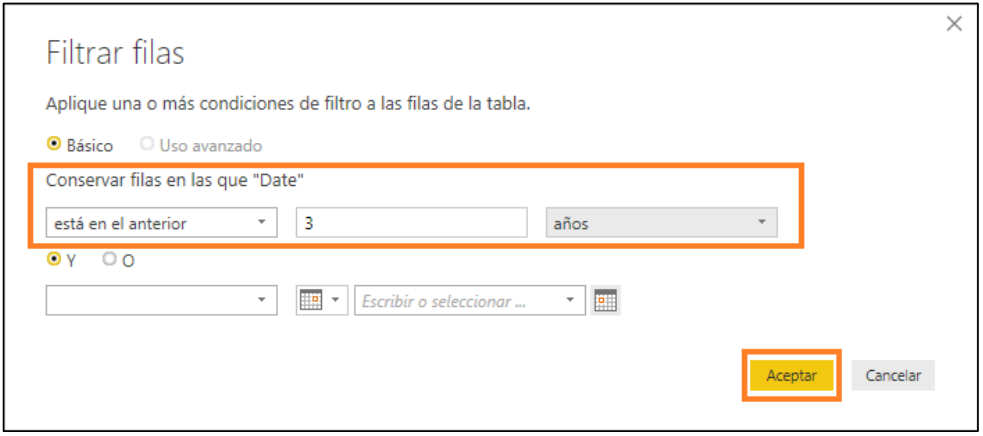 Filtrar filas
Aplique una o más condiciones de filtro a las filas de la tabla.
Básico Uso avanzado
Conservar filas en las que "Date"
está en el anterior 3 años
Y O
Escribir o seleccionar ...
Aceptar Cancelar